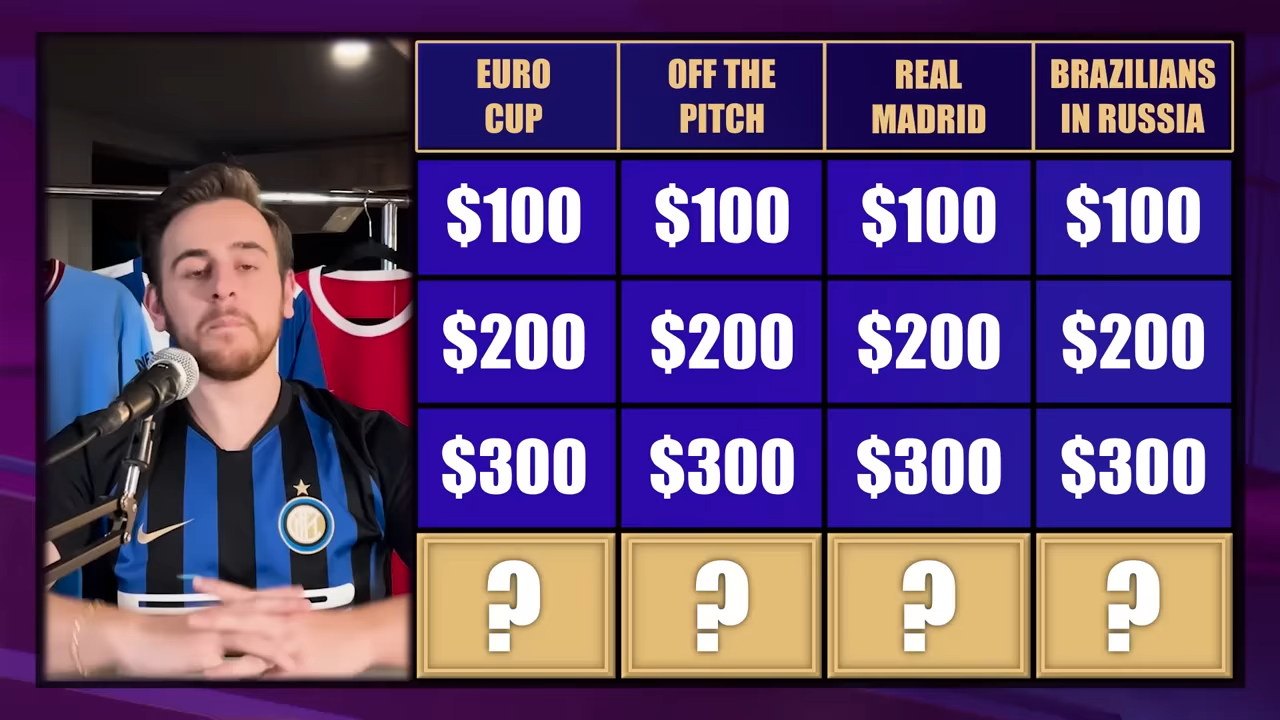 EURO
CUP
OFF THE
PITCH
REAL
MADRID
BRAZILIANS
IN RUSSIA
$100
$100
$100
$100
$200
$200
$200
$200
$300
$300
$300
$300
?
?
?
?